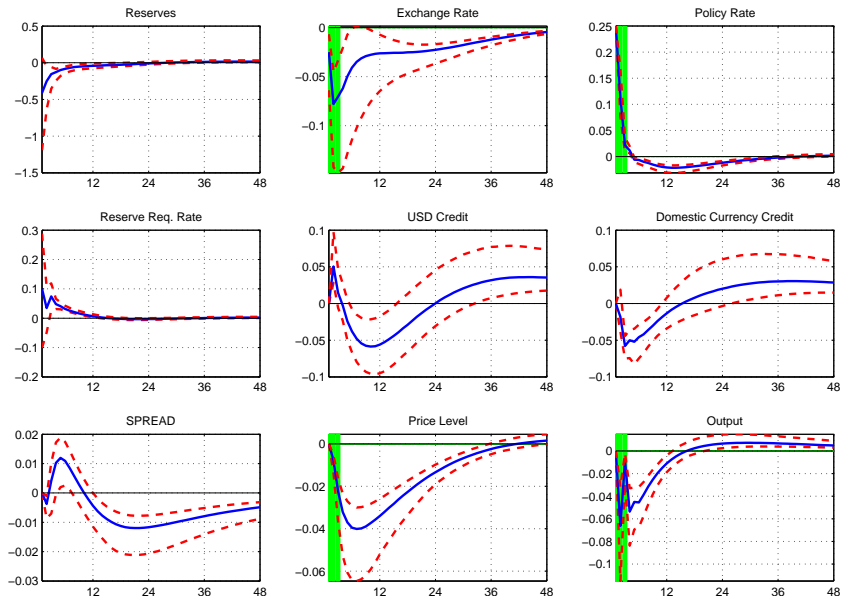 Reserves
0.5
0
−0.5
−1
−1.5
12 24 36 48
Exchange Rate
0
−0.05
−0.1
12 24 36 48
Policy Rate
0.25
0.2
0.15
0.1
0.05
0
12 24 36 48
Reserve Req. Rate
0.3
0.2
0.1
0
−0.1
−0.2
12 24 36 48
USD Credit
0.1
0.05
0
−0.05
−0.1
12 24 36 48
Domestic Currency Credit
0.1
0.05
0
−0.05
−0.1
12 24 36 48
SPREAD
0.02
0.01
0
−0.01
−0.02
−0.03
12 24 36 48
Price Level
0
−0.02
−0.04
−0.06
12 24 36 48
Output
0
−0.02
−0.04
−0.06
−0.08
−0.1
12 24 36 48